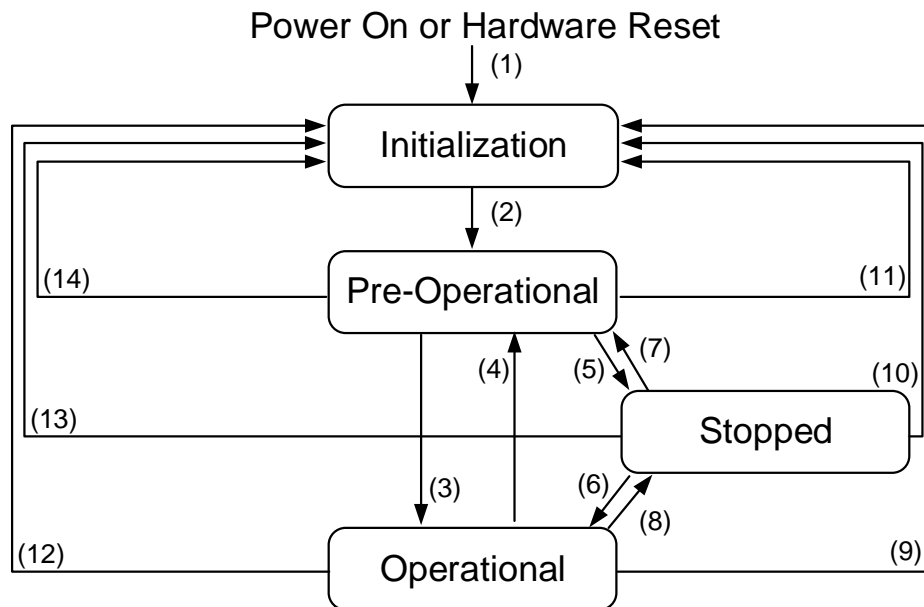 Power On or Hardware Reset
(1)
Initialization
(2)
Pre-Operational
(14)
(11)
(4)
(5)
(7)
(10)
(13)
Stopped
(3)
(6)
(8)
(12)
Operational
(9)